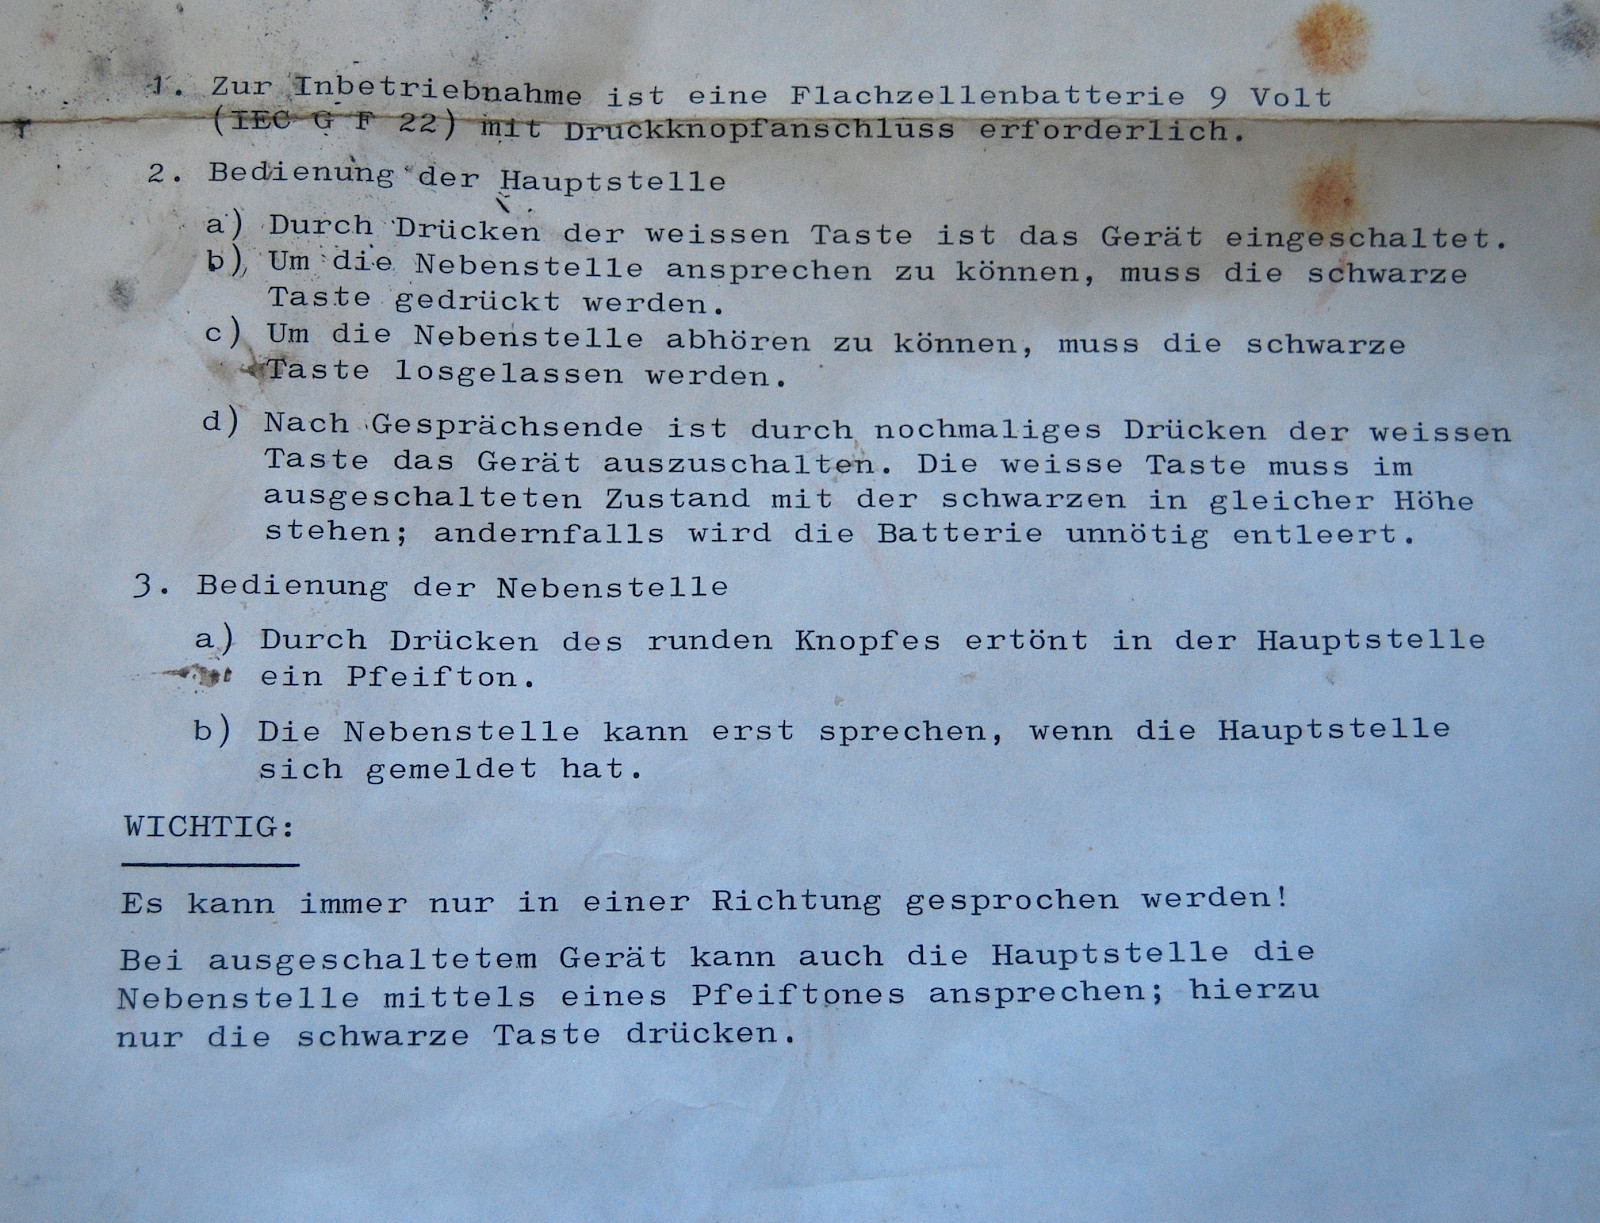 1. Zur Inbetriebnahme ist eine Flachzellenbatterie 9 Volt
(IEC G F 22) mit Druckknopfanschluss erforderlich.
2. Bedienung der Hauptstelle
a) Durch Drücken der weissen Taste ist das Gerät eingeschaltet.
b) Um die Nebenstelle ansprechen zu können, muss die schwarze
Taste gedrückt werden.
c) Um die Nebenstelle abhören zu können, muss die schwarze
Taste losgelassen werden.
d) Nach Gesprächsende ist durch nochmaliges Drücken der weissen
Taste das Gerät auszuschalten. Die weisse Taste muss im
ausgeschalteten Zustand mit der schwarzen in gleicher Höhe
stehen; andernfalls wird die Batterie unnötig entleert.
3. Bedienung der Nebenstelle
a) Durch Drücken des runden Knopfes ertönt in der Hauptstelle
ein Pfeifton.
b) Die Nebenstelle kann erst sprechen, wenn die Hauptstelle
sich gemeldet hat.
WICHTIG:
Es kann immer nur in einer Richtung gesprochen werden!
Bei ausgeschaltetem Gerät kann auch die Hauptstelle die
Nebenstelle mittels eines Pfeiftones ansprechen; hierzu
nur die schwarze Taste drücken.